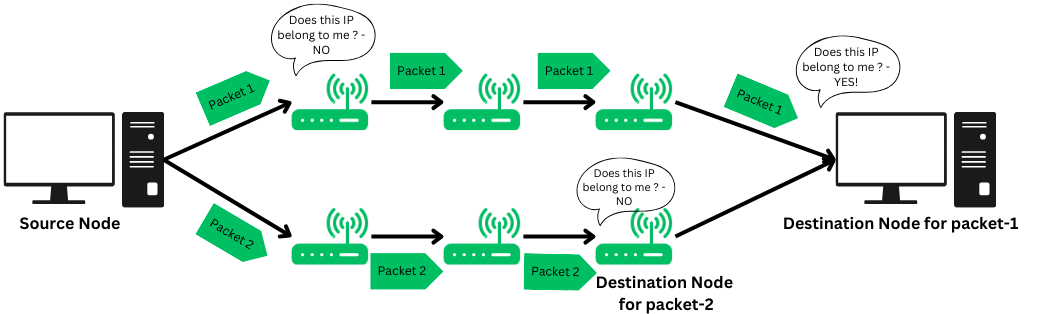 Does this IP
belong to me ? -
NO
Packet 1
Packet 1
Packet 1
Packet 1
Does this IP
belong to me ? -
YES!
Source Node
Destination Node for packet-1
Packet 2
Packet 2
Packet 2
Does this IP
belong to me ? -
NO
Destination Node
for packet-2